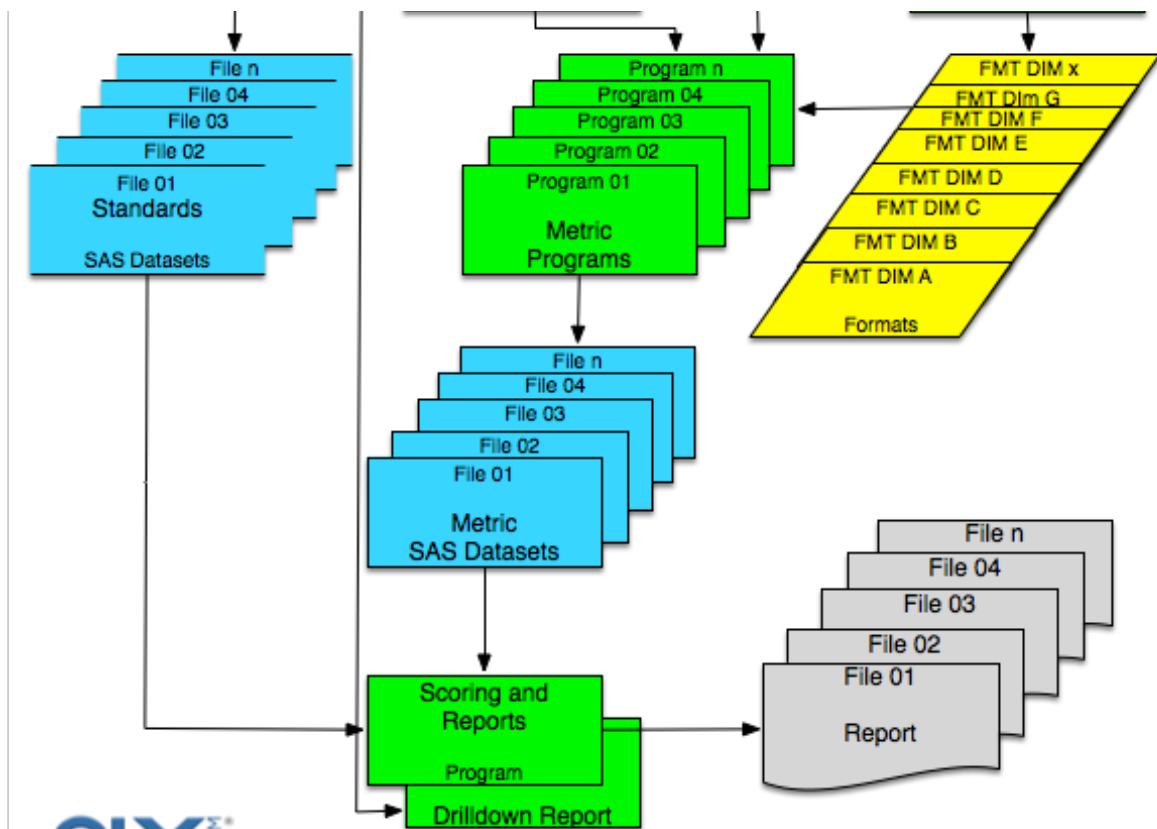 File n
File 04
File 03
File 02
File 01
Standards
SAS Datasets
Program n
Program 04
Program 03
Program 02
Program 01
Metric
Programs
FMT DIM x
FMT DIm G
FMT DIM F
FMT DIM E
FMT DIM D
FMT DIM C
FMT DIM B
FMT DIM A
Formats
File n
File 04
File 03
File 02
File 01
Metric
SAS Datasets
File n
File 04
File 03
File 02
File 01
Report
Scoring and
Reports
Program
Drilldown Report